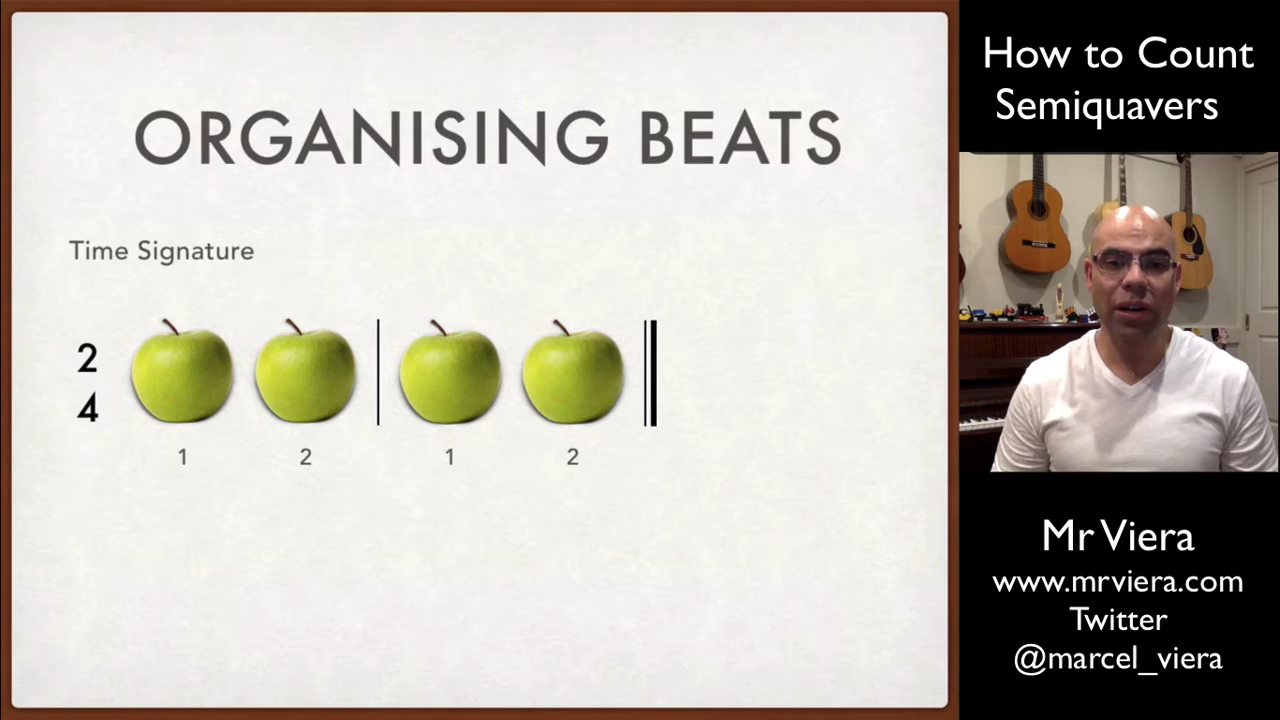 ORGANISING BEATS
Time Signature
2
4
1 2 1 2
How to Count
Semiquavers
Mr Viera
www.mrviera.com
Twitter
@marcel_viera